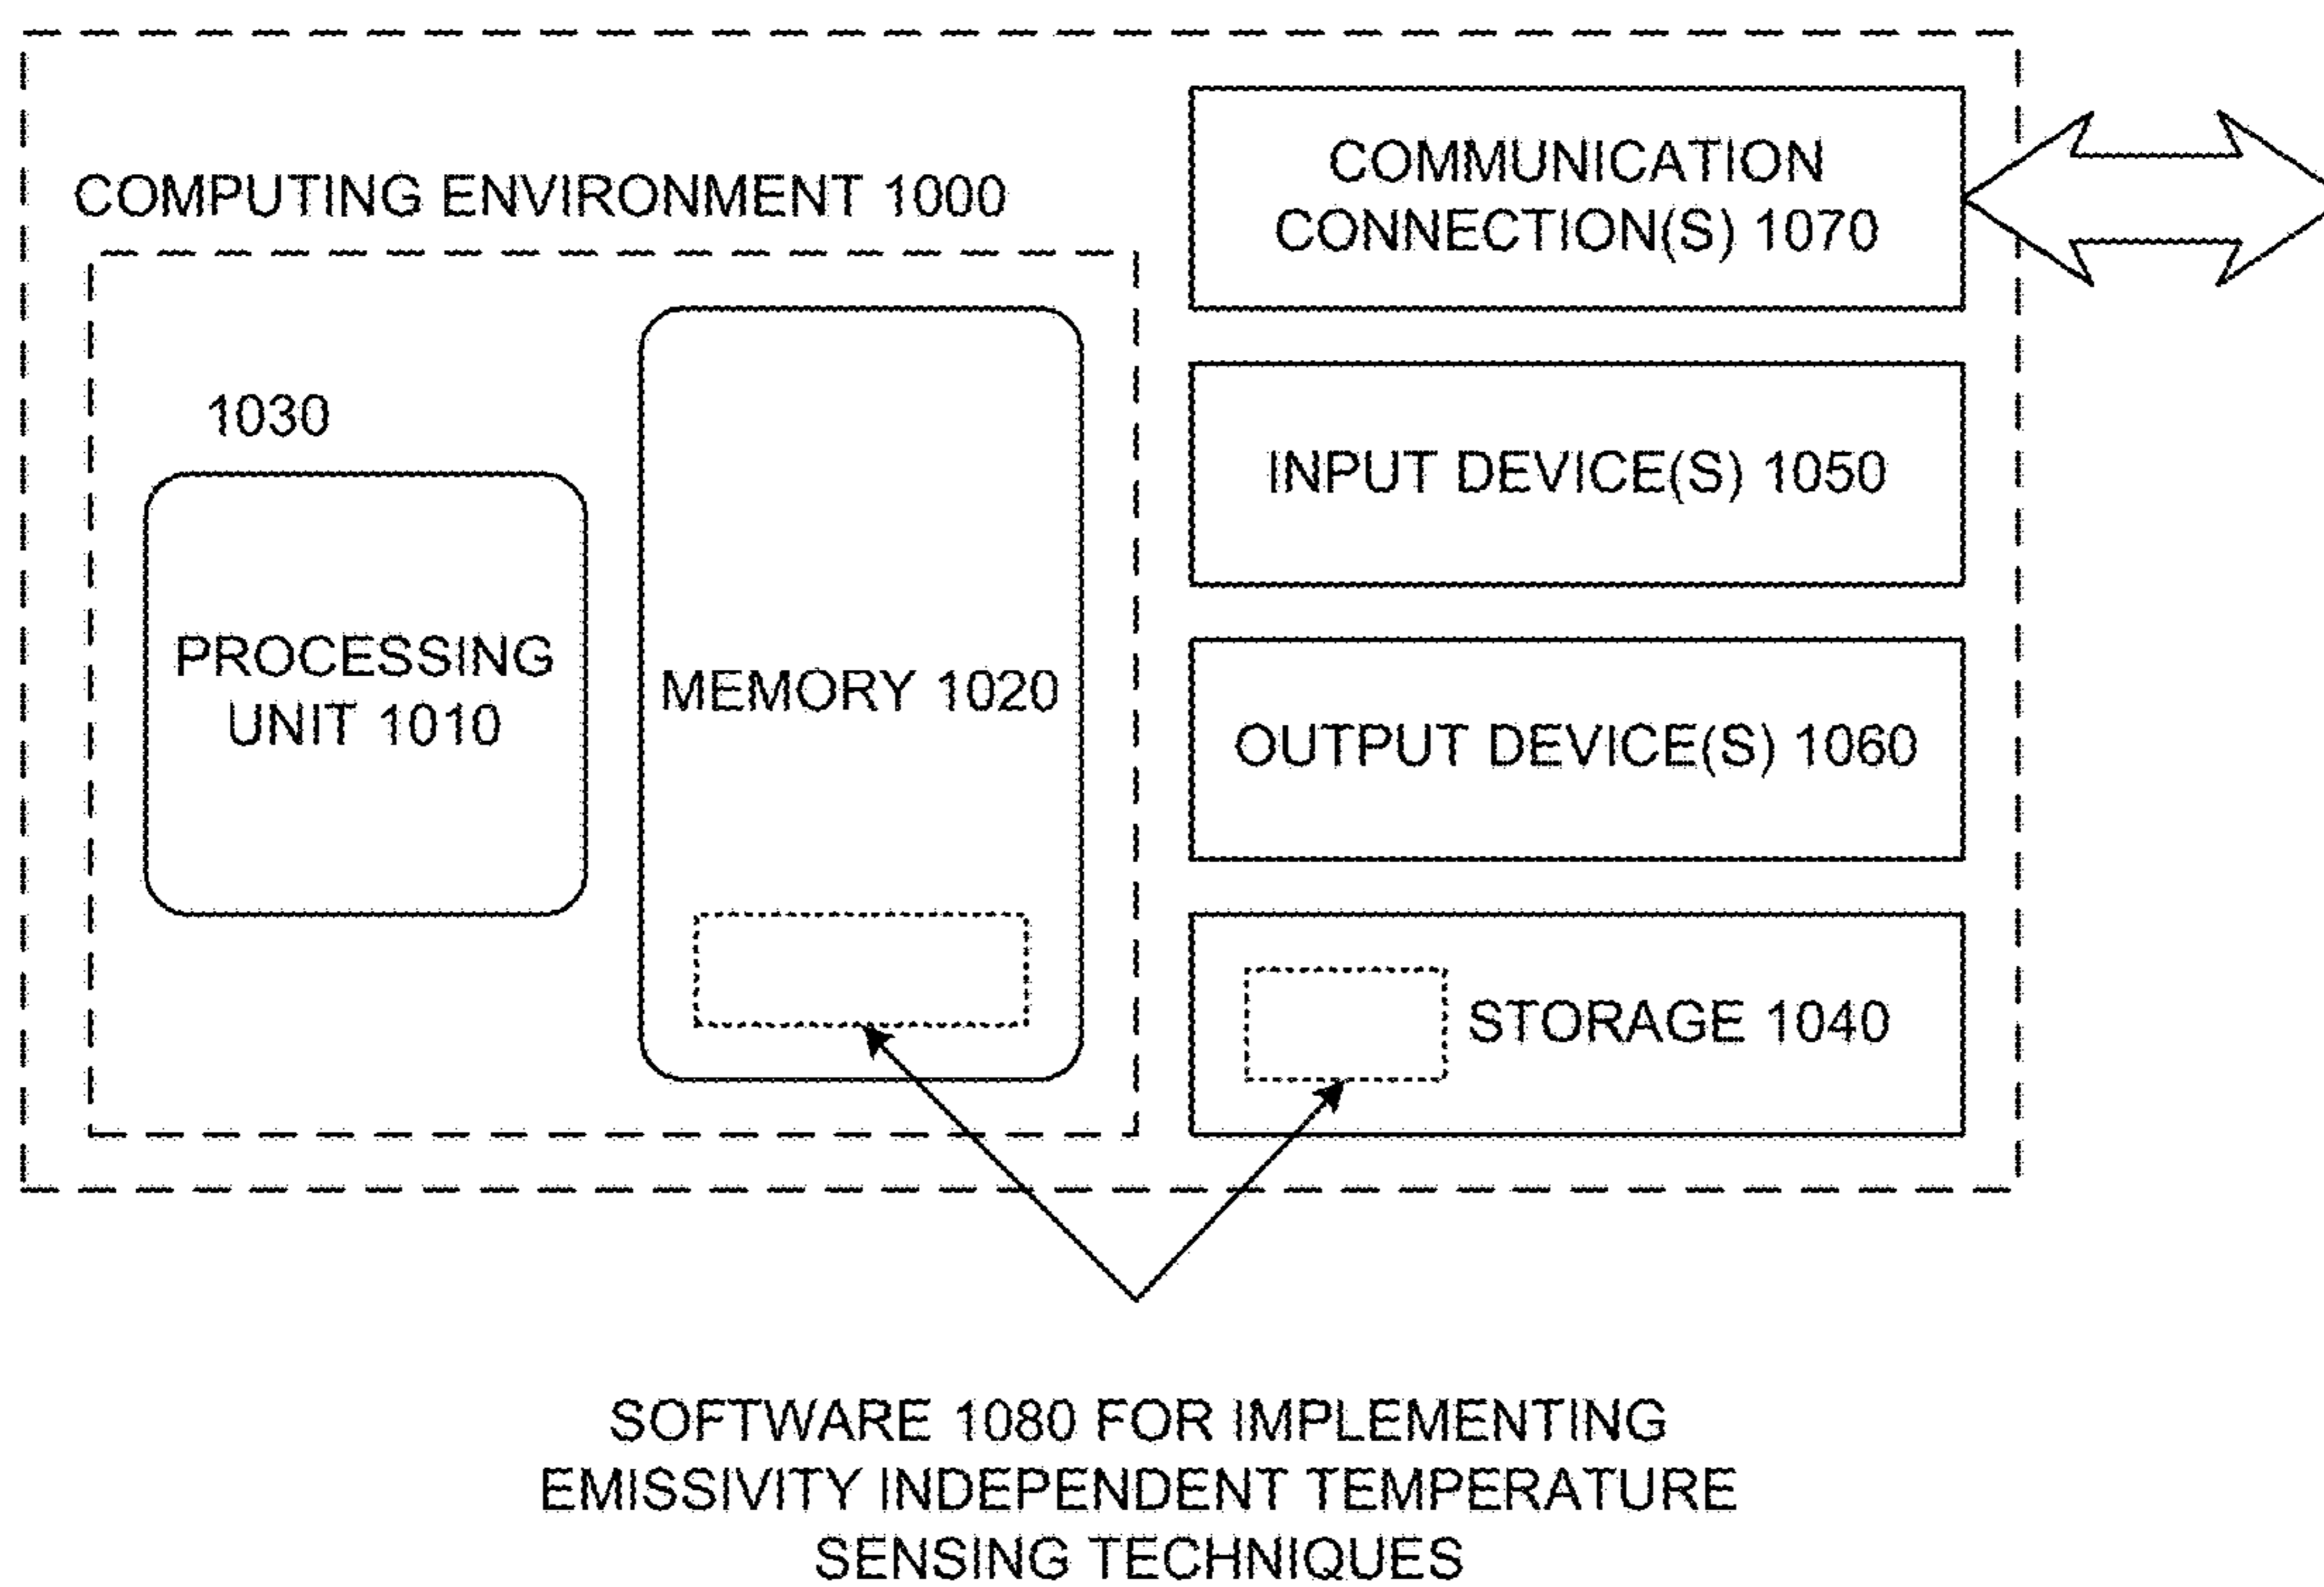 COMPUTING ENVIRONMENT 1000
1030
PROCESSING
UNIT 1010
MEMORY 1020
COMMUNICATION
CONNECTION(S) 1070
INPUT DEVICE(S) 1050
OUTPUT DEVICE(S) 1060
STORAGE 1040
SOFTWARE 1080 FOR IMPLEMENTING
EMISSIVITY INDEPENDENT TEMPERATURE
SENSING TECHNIQUES